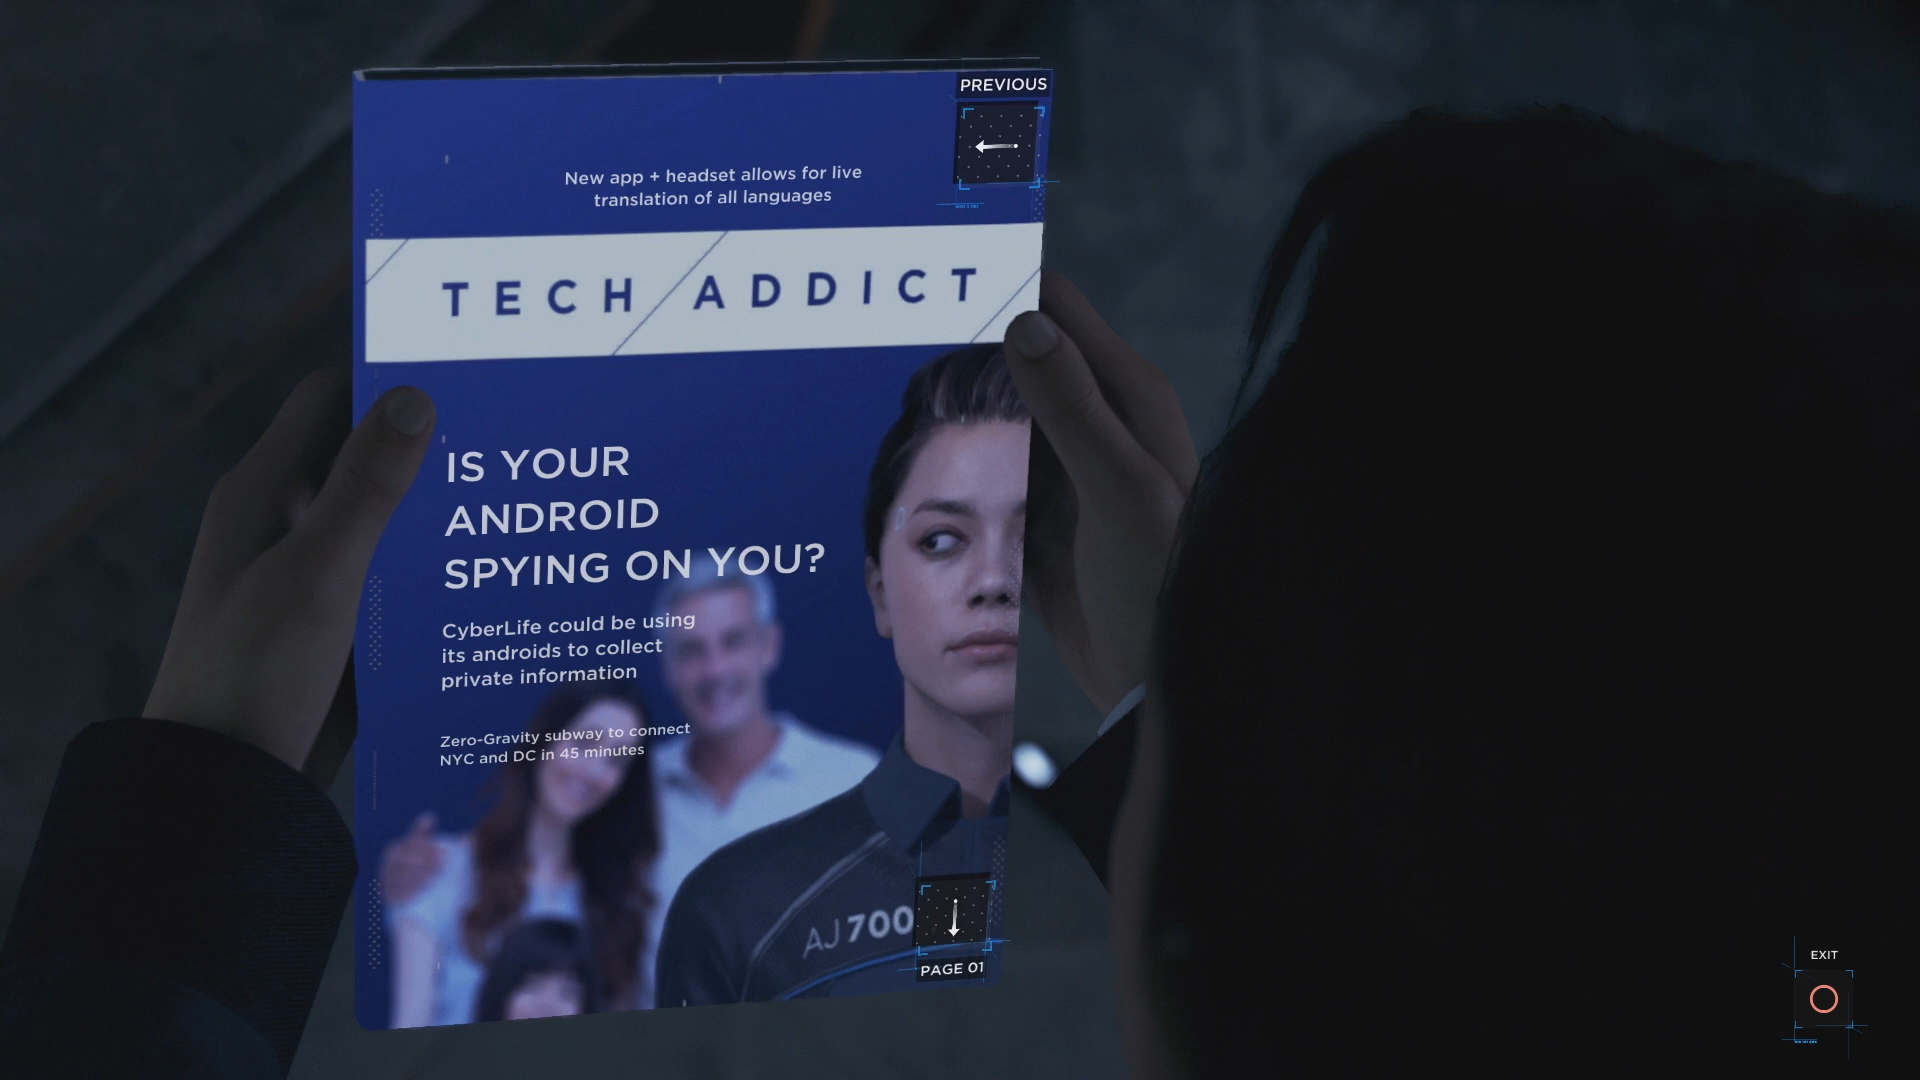 PREVIOUS
New app + headset allows for live
translation of all languages
TECH ADDICT
IS YOUR
ANDROID
SPYING ON YOU?
CyberLife could be using
its androids to collect
private information
Zero-Gravity subway to connect
NYC and DC in 45 minutes
AJ 700
PAGE 01
EXIT